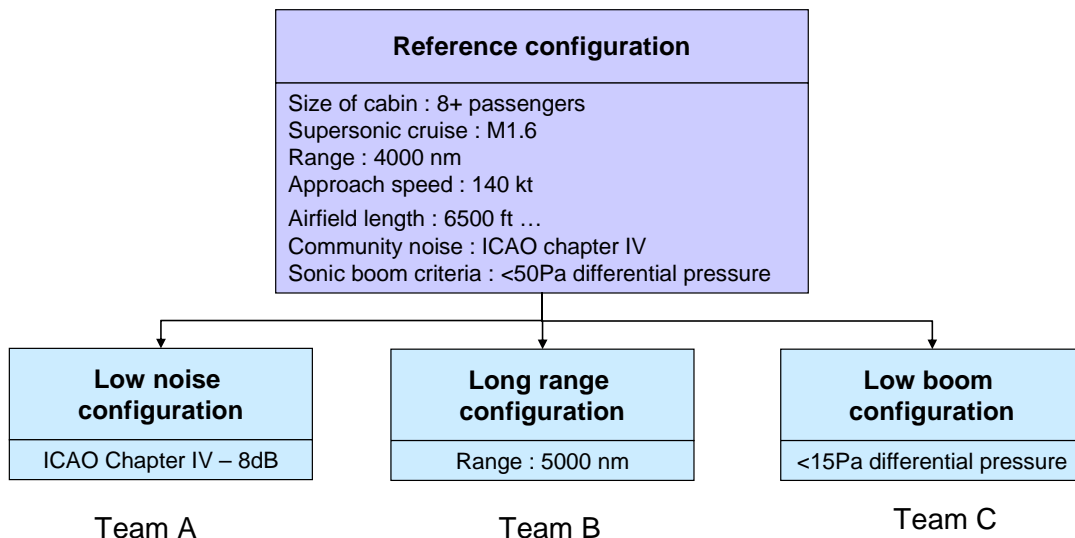 Reference configuration
Size of cabin : 8+ passengers
Supersonic cruise : M1.6
Range : 4000 nm
Approach speed : 140 kt
Airfield length : 6500 ft …
Community noise : ICAO chapter IV
Sonic boom criteria : <50Pa differential pressure
Low noise
configuration
ICAO Chapter IV – 8dB
Team A
Long range
configuration
Range : 5000 nm
Team B
Low boom
configuration
<15Pa differential pressure
Team C